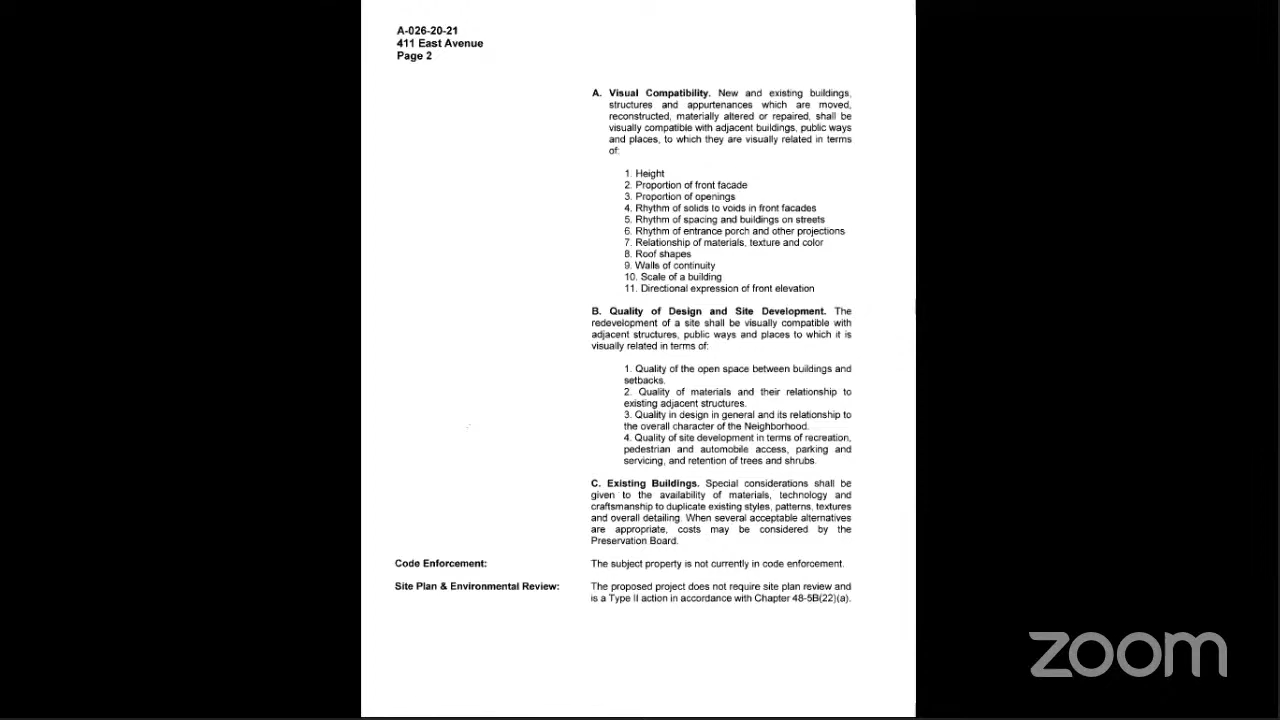 A-026-20-21
411 East Avenue
Page 2
A. Visual Compatibility. New and existing buildings,
structures and appurtenances which are moved,
reconstructed, materially altered or repaired, shall be
visually compatible with adjacent buildings, public ways
and places, to which they are visually related in terms
of:
1. Height
2. Proportion of front facade
3. Proportion of openings
4. Rhythm of solids to voids in front facades
5. Rhythm of spacing and buildings on streets
6. Rhythm of entrance porch and other projections
7. Relationship of materials, texture and color
8. Roof shapes
9. Walls of continuity
10. Scale of a building
11. Directional expression of front elevation
B. Quality of Design and Site Development. The
redevelopment of a site shall be visually compatible with
adjacent structures, public ways and places to which it is
visually related in terms of:
1. Quality of the open space between buildings and
setbacks.
2. Quality of materials and their relationship to
existing adjacent structures.
3. Quality in design in general and its relationship to
the overall character of the Neighborhood.
4. Quality of site development in terms of recreation,
pedestrian and automobile access, parking and
servicing, and retention of trees and shrubs.
C. Existing Buildings. Special considerations shall be
given to the availability of materials, technology and
craftsmanship to duplicate existing styles, patterns, textures
and overall detailing. When several acceptable alternatives
are appropriate, costs may be considered by the
Preservation Board.
Code Enforcement: The subject property is not currently in code enforcement.
Site Plan & Environmental Review: The proposed project does not require site plan review and
is a Type II action in accordance with Chapter 48-5B(22)(a).
zoom